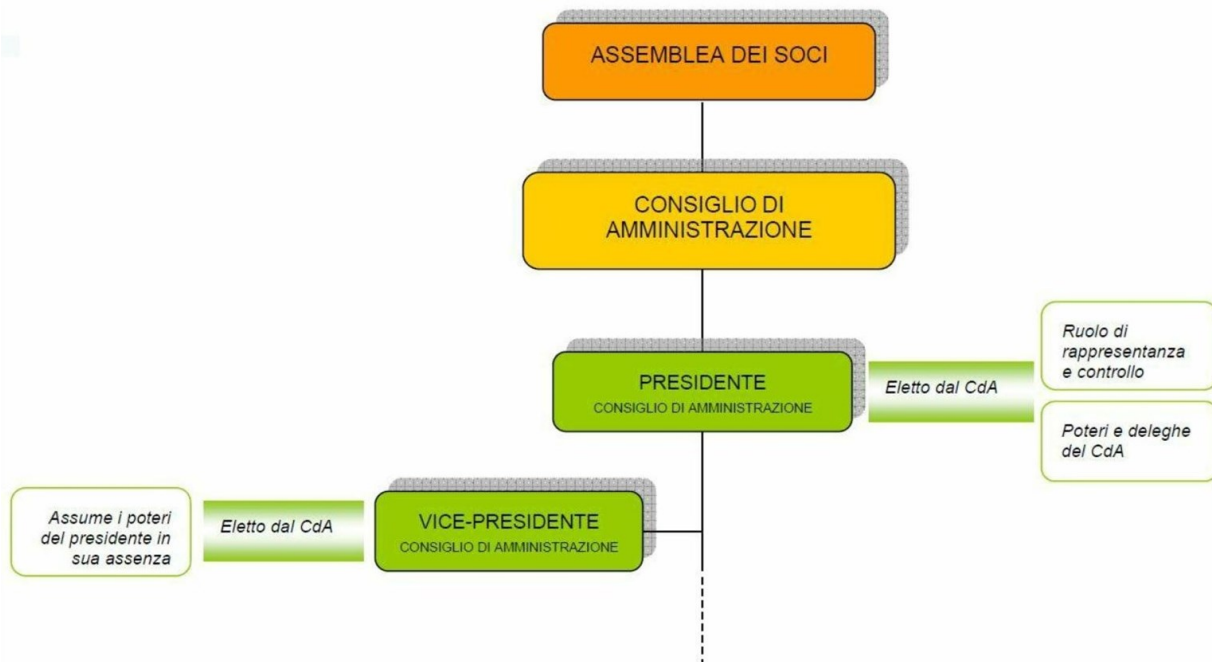 ASSEMBLEA DEI SOCI
CONSIGLIO DI
AMMINISTRAZIONE
PRESIDENTE
CONSIGLIO DI AMMINISTRAZIONE
Eletto dal CdA
Ruolo di
rappresentanza
e controllo
Poteri e deleghe
del CdA
VICE-PRESIDENTE
CONSIGLIO DI AMMINISTRAZIONE
Eletto dal CdA
Assume i poteri
del presidente in
sua assenza